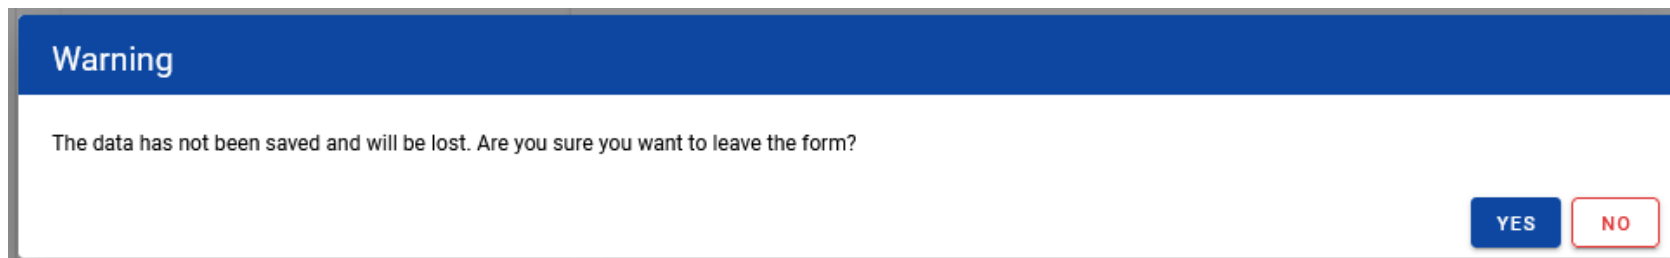 Warning
The data has not been saved and will be lost. Are you sure you want to leave the form?
YES NO